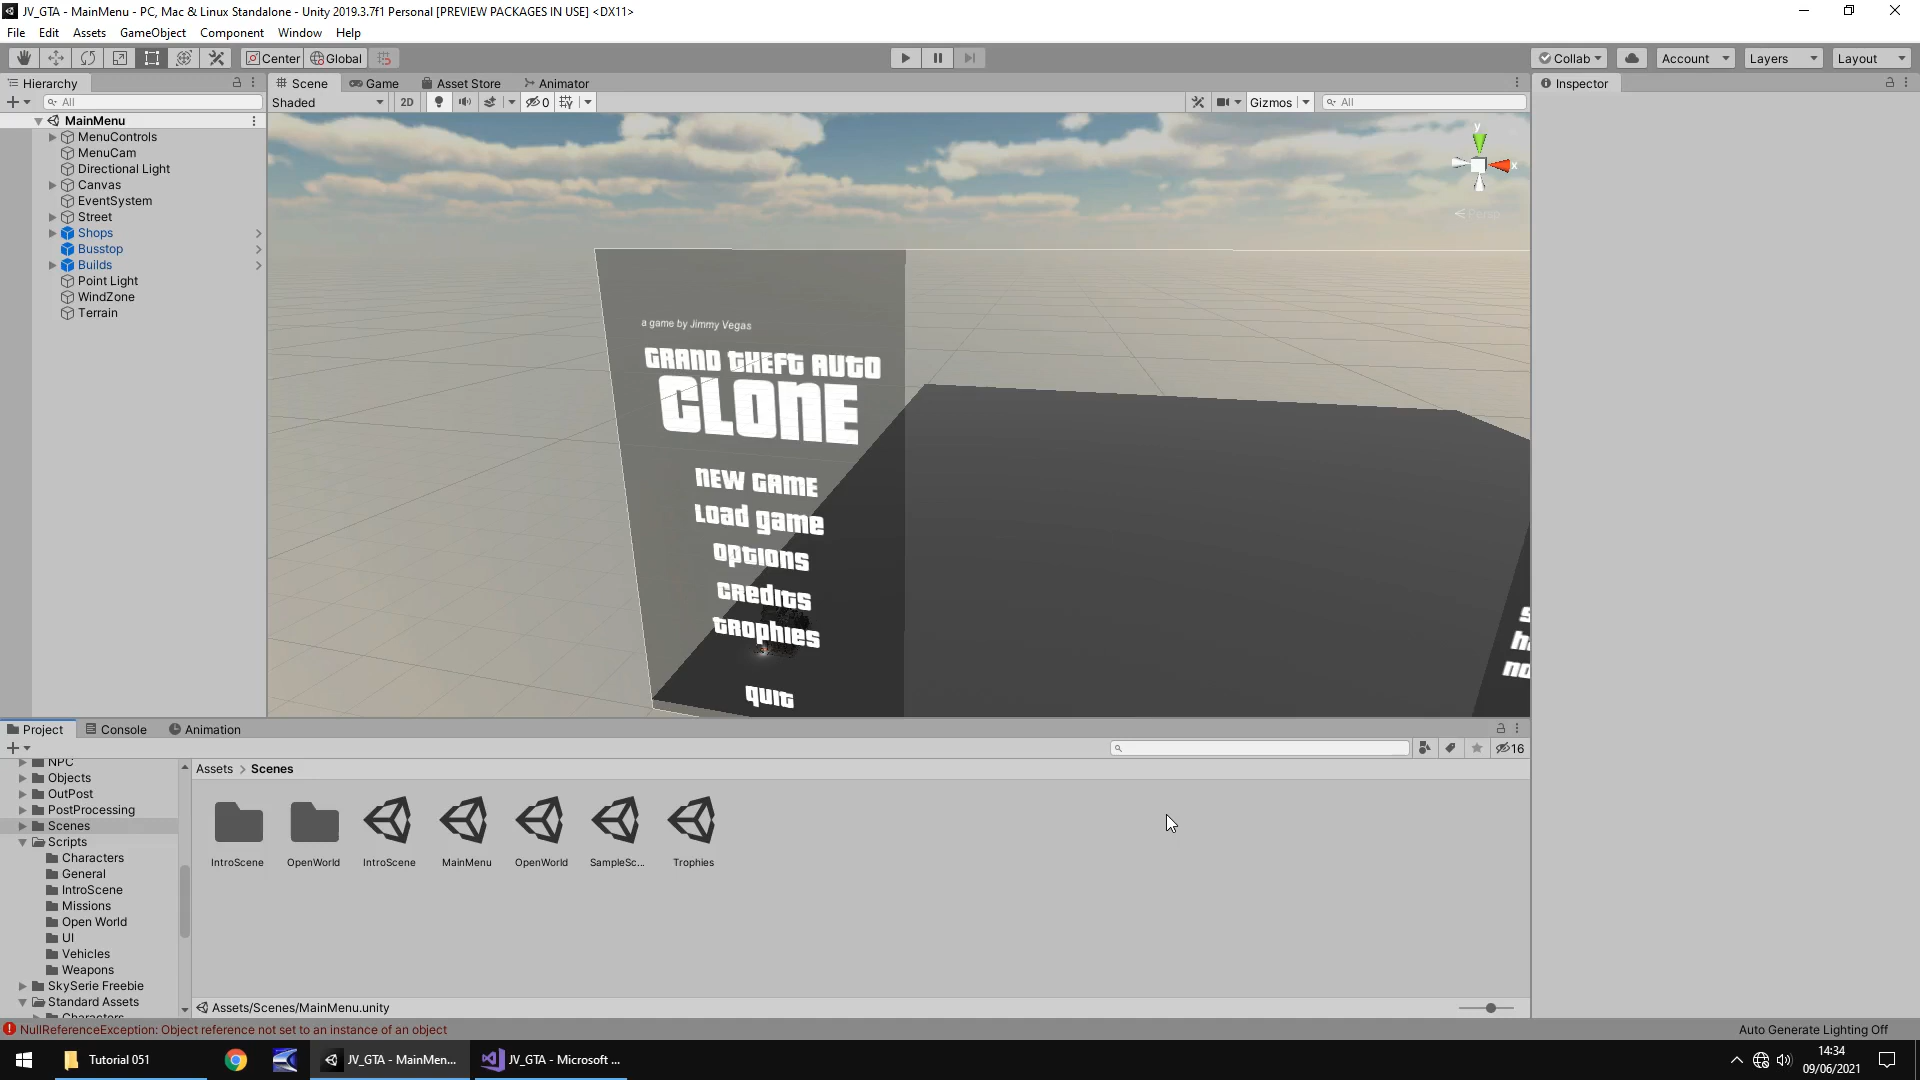 JV_GTA - MainMenu - PC, Mac & Linux Standalone - Unity 2019.3.7f1 Personal [PREVIEW PACKAGES IN USE] <DX11>
File Edit Assets GameObject Component Window Help
Center Global Collab Account Layers Layout
Hierarchy Scene Game Asset Store Animator Inspector
All Shaded 2D 0 Gizmos All
MainMenu
MenuControls
MenuCam
Directional Light
Canvas
EventSystem
Street
Shops
Busstop
Builds
Point Light
WindZone
Terrain
y
x
Persp
a game by Jimmy Vegas
GRAND THEFT AUTO
CLONE
NEW GAME
Load game
options
credits
trophies
quit
no
Project Console Animation
16
NPC
Objects
OutPost
PostProcessing
Scenes
Scripts
Characters
General
IntroScene
Missions
Open World
UI
Vehicles
Weapons
SkySerie Freebie
Standard Assets
Characters
Assets > Scenes
IntroScene OpenWorld IntroScene MainMenu OpenWorld SampleSc... Trophies
Assets/Scenes/MainMenu.unity
NullReferenceException: Object reference not set to an instance of an object
Auto Generate Lighting Off
Tutorial 051
JV_GTA - MainMen...
JV_GTA - Microsoft ...
14:34
09/06/2021